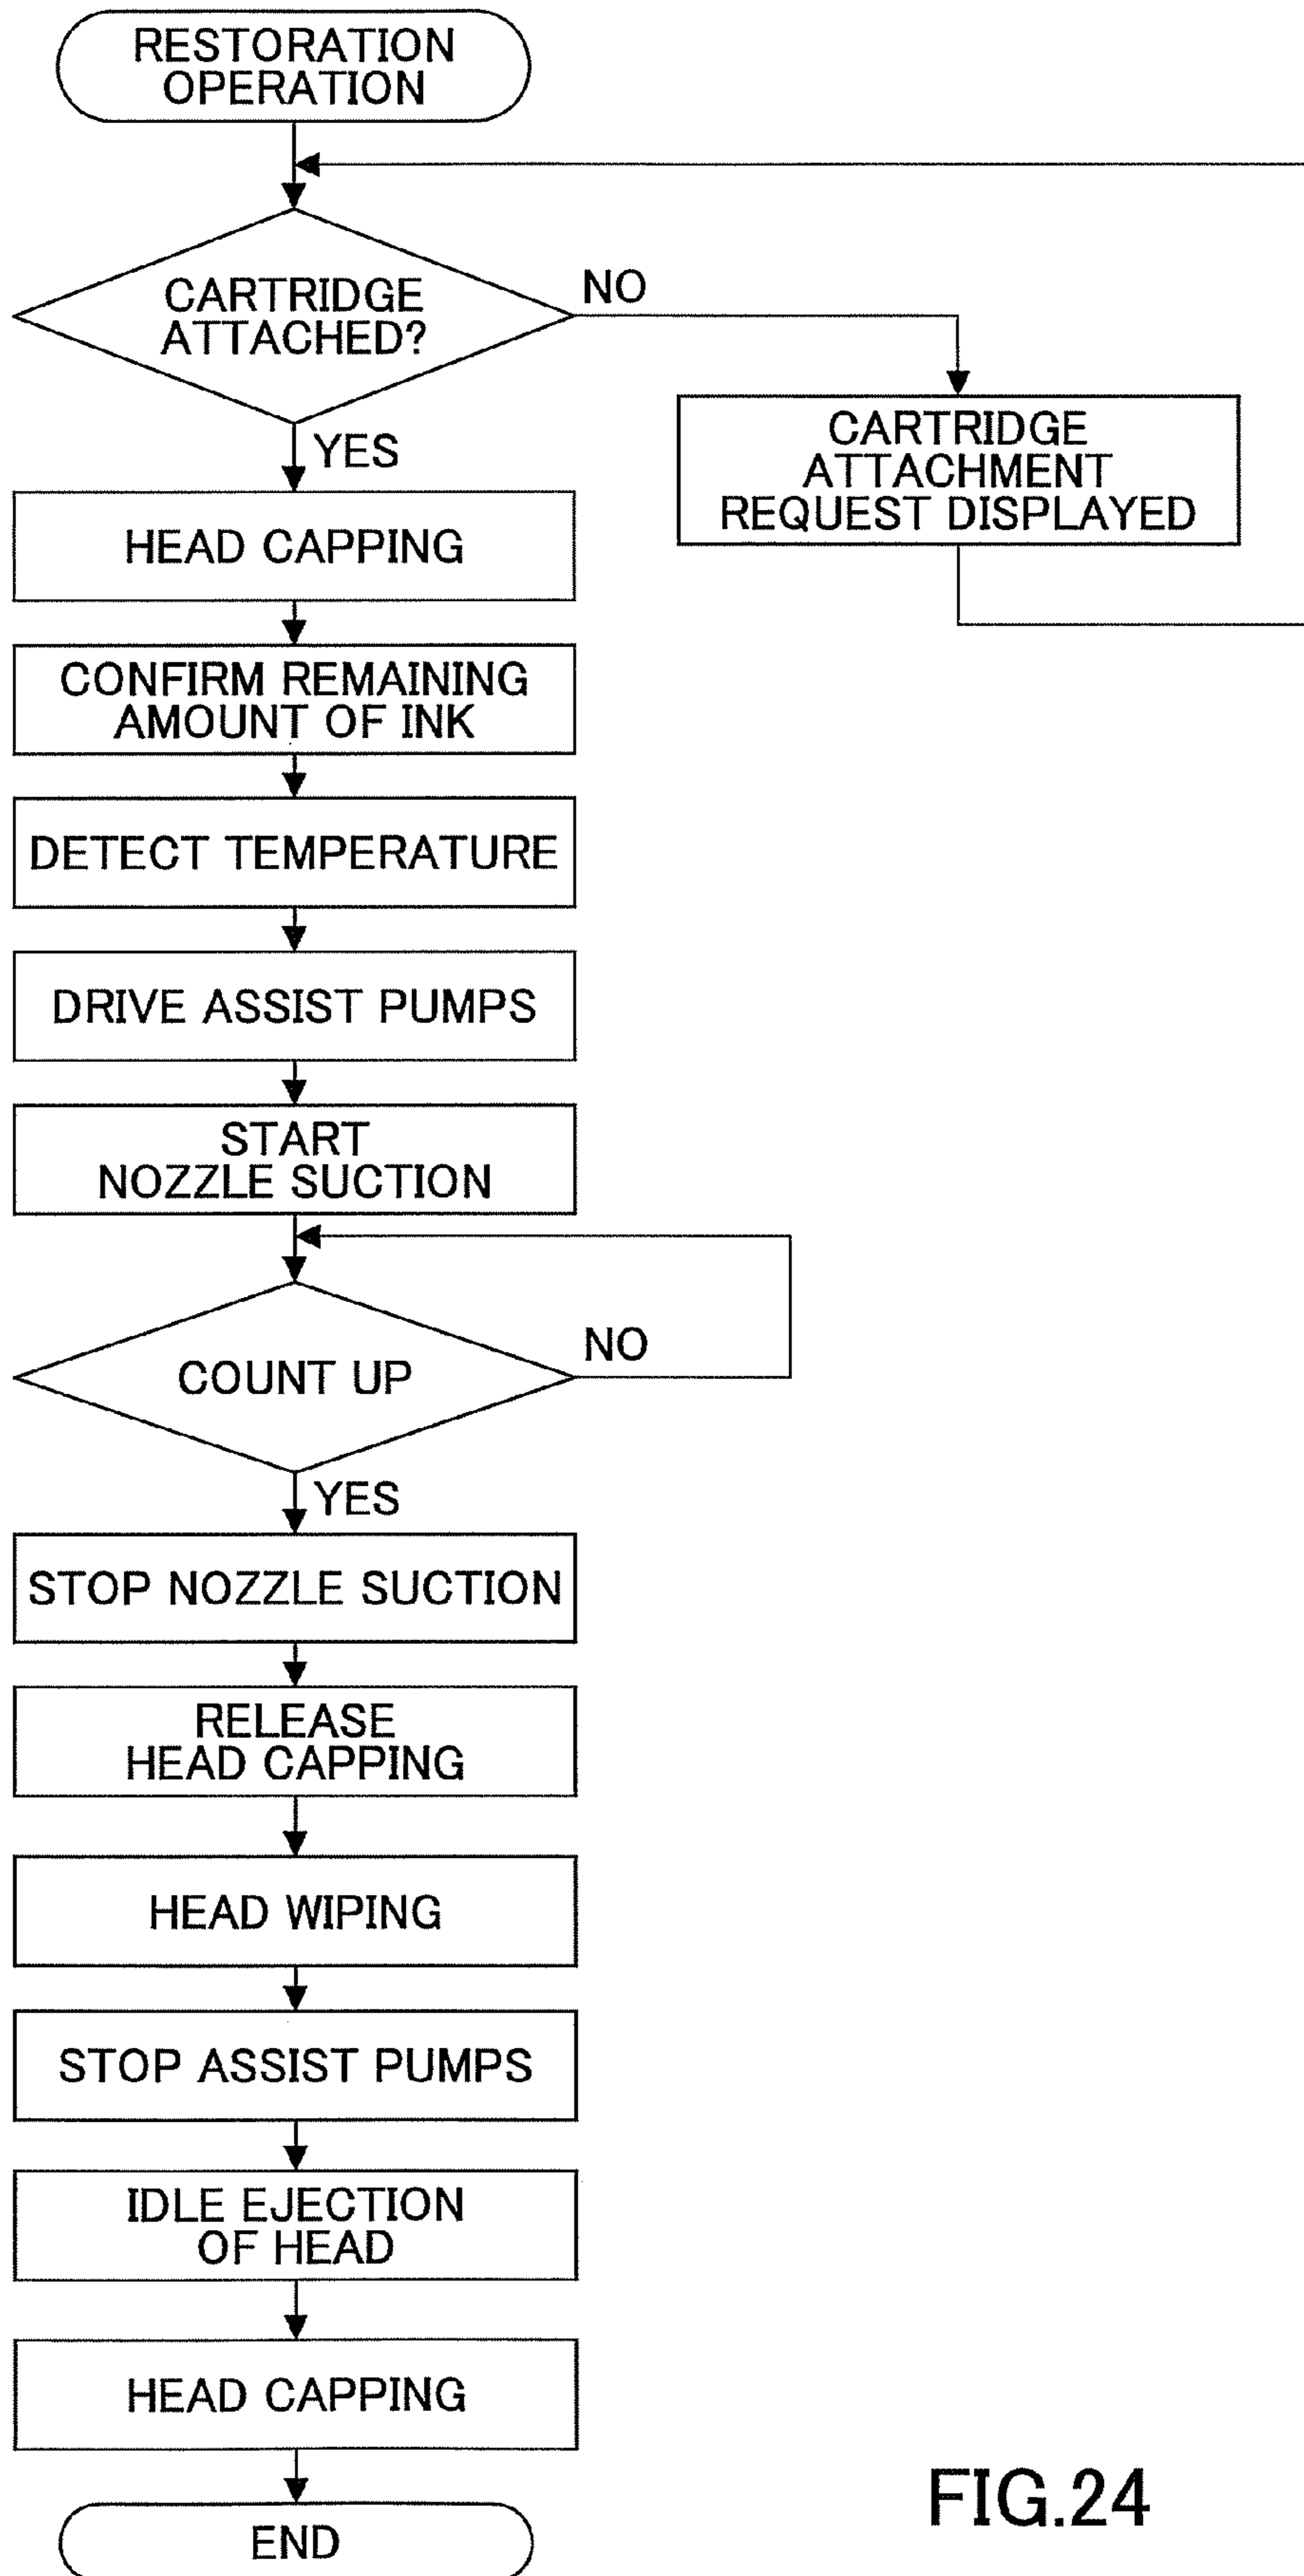 RESTORATION
OPERATION
CARTRIDGE
ATTACHED?
NO
YES
CARTRIDGE
ATTACHMENT
REQUEST DISPLAYED
HEAD CAPPING
CONFIRM REMAINING
AMOUNT OF INK
DETECT TEMPERATURE
DRIVE ASSIST PUMPS
START
NOZZLE SUCTION
COUNT UP
NO
YES
STOP NOZZLE SUCTION
RELEASE
HEAD CAPPING
HEAD WIPING
STOP ASSIST PUMPS
IDLE EJECTION
OF HEAD
HEAD CAPPING
END
FIG.24